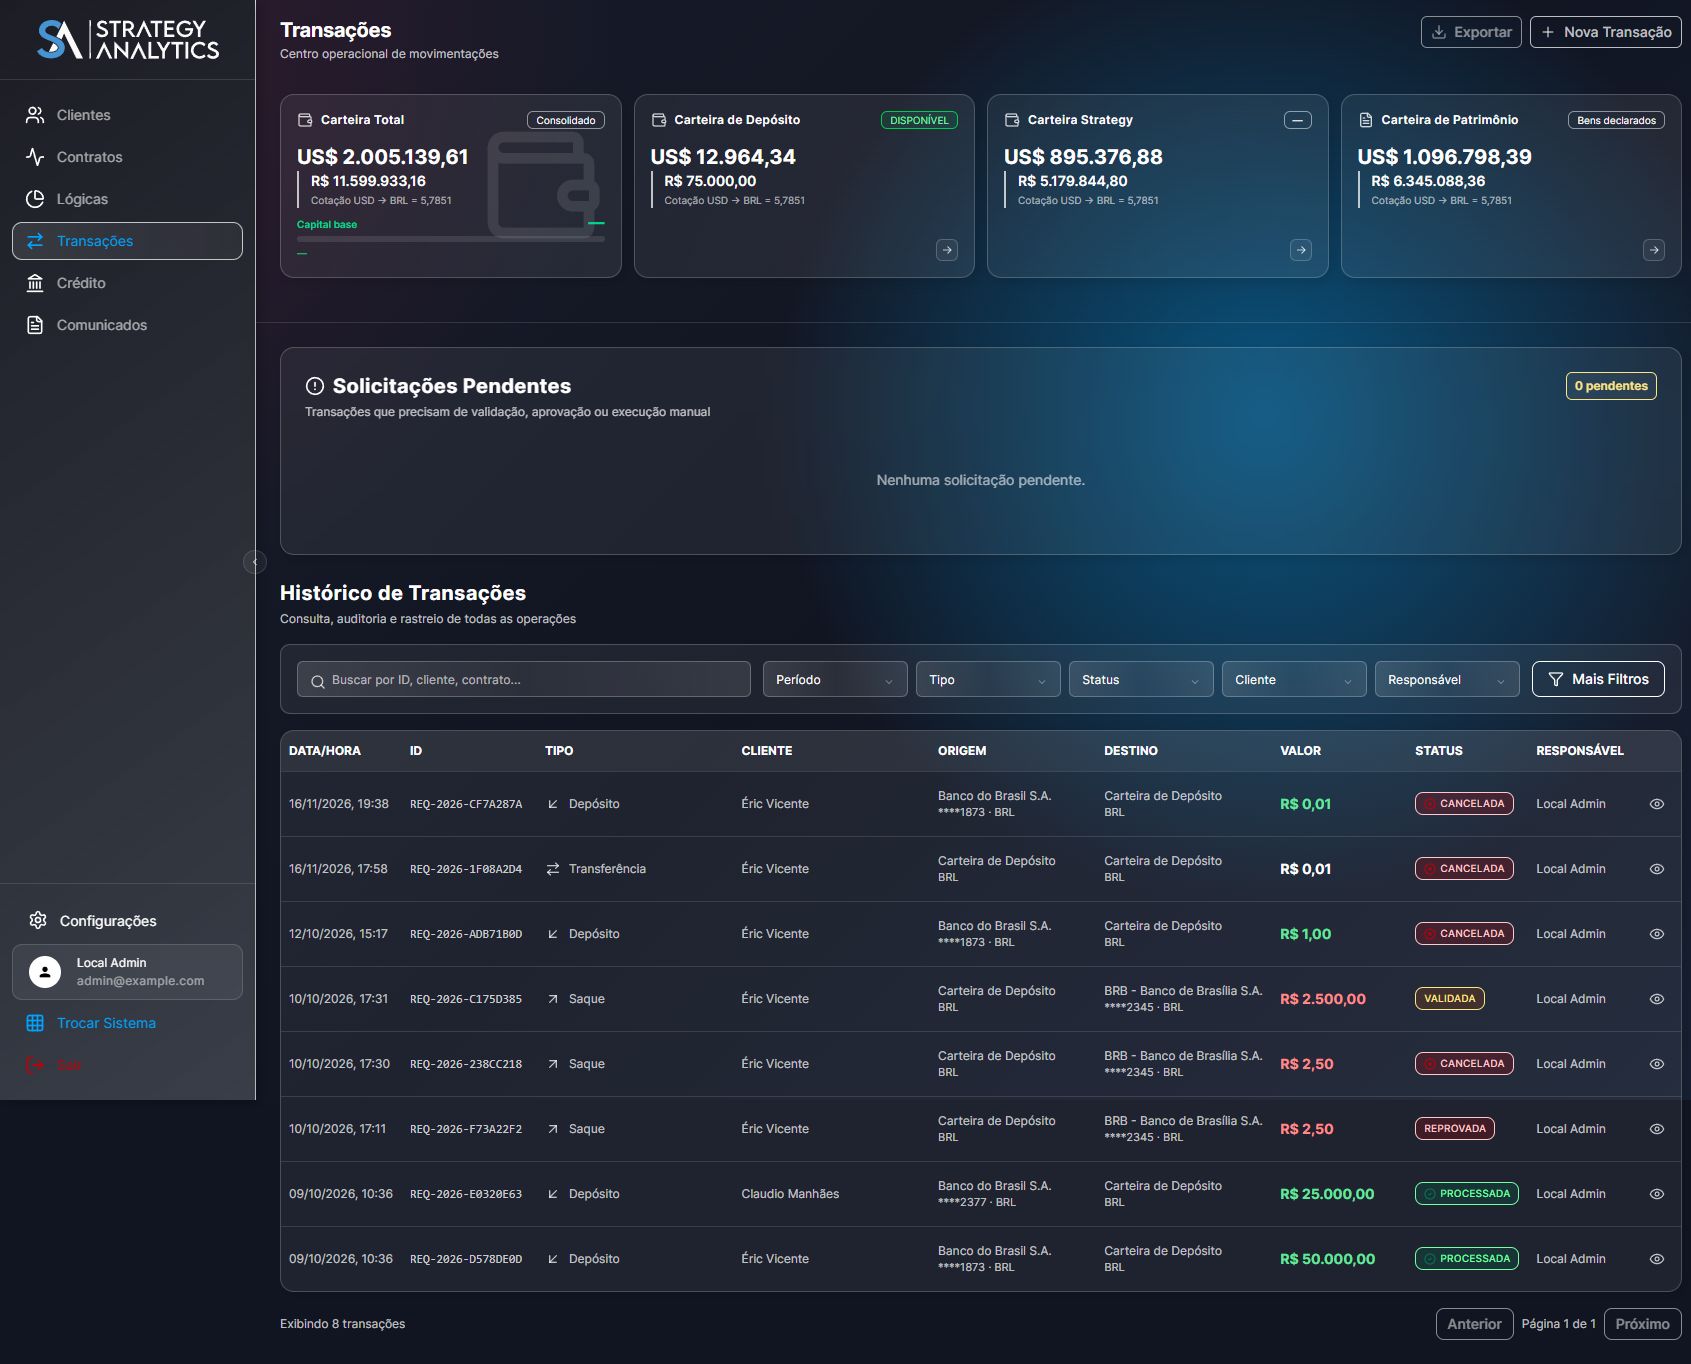 STRATEGY
ANALYTICS
Clientes
Contratos
Lógicas
Transações
Crédito
Comunicados
Configurações
Local Admin
admin@example.com
Trocar Sistema
Sair
Transações
Centro operacional de movimentações
Exportar
Nova Transação
Carteira Total
Consolidado
US$ 2.005.139,61
R$ 11.599.933,16
Cotação USD → BRL = 5,7851
Capital base
—
—
Carteira de Depósito
DISPONÍVEL
US$ 12.964,34
R$ 75.000,00
Cotação USD → BRL = 5,7851
Carteira Strategy
—
US$ 895.376,88
R$ 5.179.844,80
Cotação USD → BRL = 5,7851
Carteira de Patrimônio
Bens declarados
US$ 1.096.798,39
R$ 6.345.088,36
Cotação USD → BRL = 5,7851
Solicitações Pendentes
0 pendentes
Transações que precisam de validação, aprovação ou execução manual
Nenhuma solicitação pendente.
Histórico de Transações
Consulta, auditoria e rastreio de todas as operações
Buscar por ID, cliente, contrato...
Período
Tipo
Status
Cliente
Responsável
Mais Filtros
DATA/HORA ID TIPO CLIENTE ORIGEM DESTINO VALOR STATUS RESPONSÁVEL
16/11/2026, 19:38 REQ-2026-CF7A287A Depósito Éric Vicente Banco do Brasil S.A. Carteira de Depósito R$ 0,01 CANCELADA Local Admin
****1873 · BRL BRL
16/11/2026, 17:58 REQ-2026-1F08A2D4 Transferência Éric Vicente Carteira de Depósito Carteira de Depósito R$ 0,01 CANCELADA Local Admin
BRL BRL
12/10/2026, 15:17 REQ-2026-ADB71B0D Depósito Éric Vicente Banco do Brasil S.A. Carteira de Depósito R$ 1,00 CANCELADA Local Admin
****1873 · BRL BRL
10/10/2026, 17:31 REQ-2026-C175D385 Saque Éric Vicente Carteira de Depósito BRB - Banco de Brasília S.A. R$ 2.500,00 VALIDADA Local Admin
BRL ****2345 · BRL
10/10/2026, 17:30 REQ-2026-238CC218 Saque Éric Vicente Carteira de Depósito BRB - Banco de Brasília S.A. R$ 2,50 CANCELADA Local Admin
BRL ****2345 · BRL
10/10/2026, 17:11 REQ-2026-F73A22F2 Saque Éric Vicente Carteira de Depósito BRB - Banco de Brasília S.A. R$ 2,50 REPROVADA Local Admin
BRL ****2345 · BRL
09/10/2026, 10:36 REQ-2026-E0320E63 Depósito Claudio Manhães Banco do Brasil S.A. Carteira de Depósito R$ 25.000,00 PROCESSADA Local Admin
****2377 · BRL BRL
09/10/2026, 10:36 REQ-2026-D578DE0D Depósito Éric Vicente Banco do Brasil S.A. Carteira de Depósito R$ 50.000,00 PROCESSADA Local Admin
****1873 · BRL BRL
Exibindo 8 transações
Anterior
Página 1 de 1
Próximo